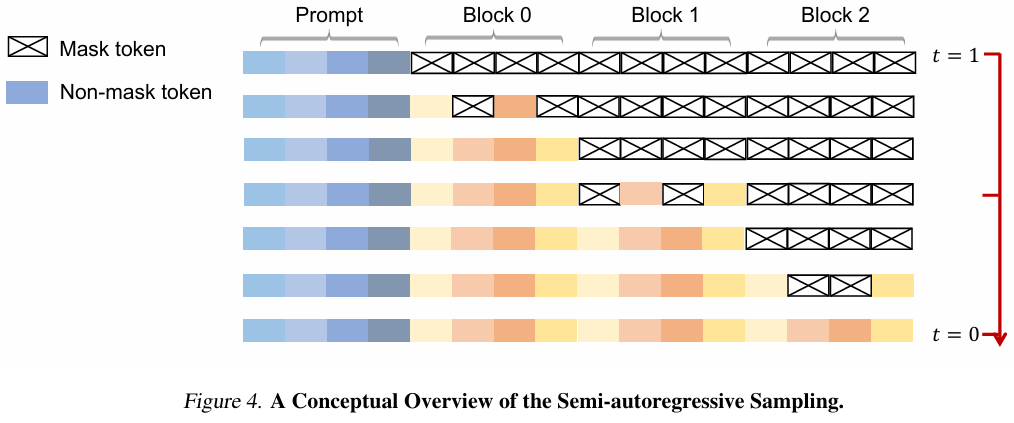 Prompt
Block 0
Block 1
Block 2
Mask token
Non-mask token
t = 1
t = 0
Figure 4. A Conceptual Overview of the Semi-autoregressive Sampling.